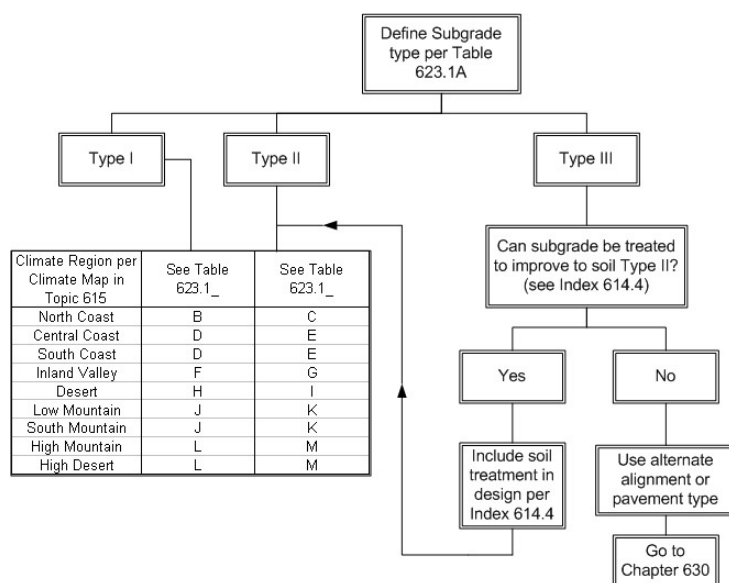 Define Subgrade
type per Table
623.1A
Type I
Type II
Type III
Climate Region per
Climate Map in
Topic 615
See Table
623.1_
See Table
623.1_
North Coast B C
Central Coast D E
South Coast D E
Inland Valley F G
Desert H I
Low Mountain J K
South Mountain J K
High Mountain L M
High Desert L M
Can subgrade be treated
to improve to soil Type II?
(see Index 614.4)
Yes
No
Include soil
treatment in
design per
Index 614.4
Use alternate
alignment or
pavement type
Go to
Chapter 630